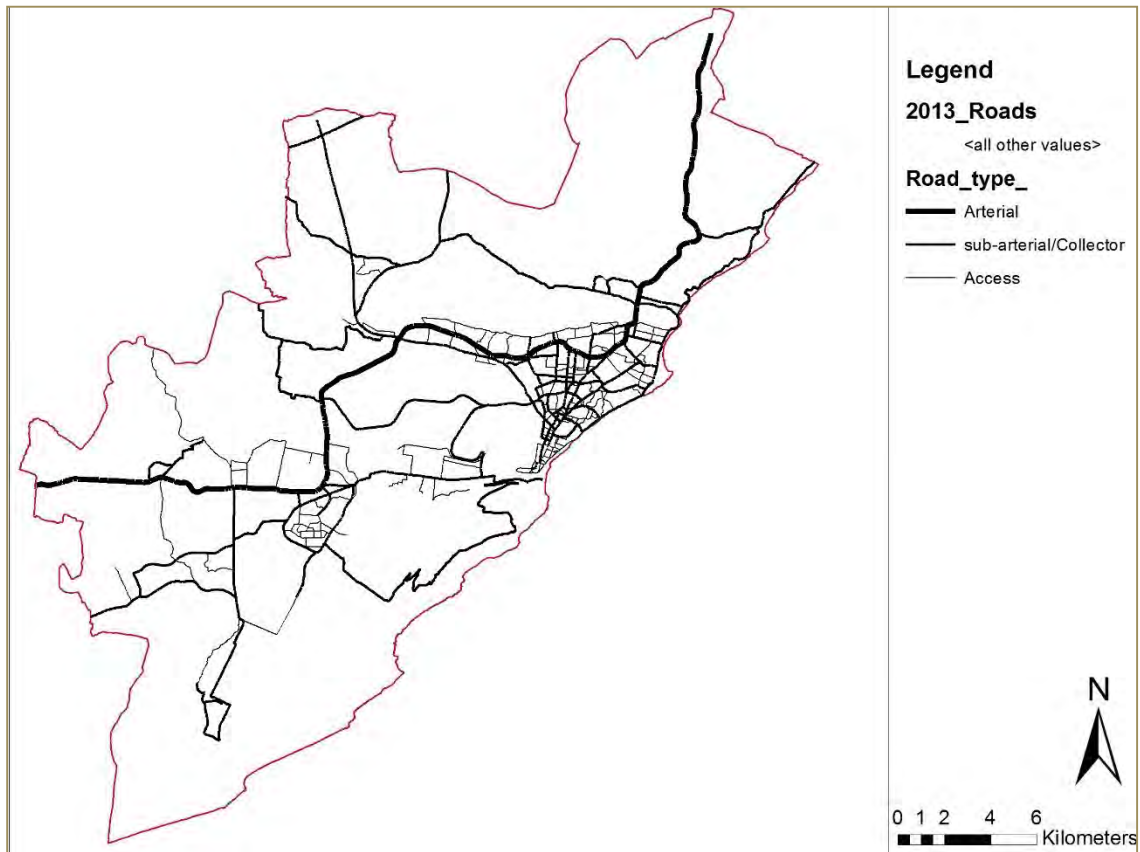 Legend
2013_Roads
<all other values>
Road_type_
Arterial
sub-arterial/Collector
Access
N
0 1 2 4 6
Kilometers